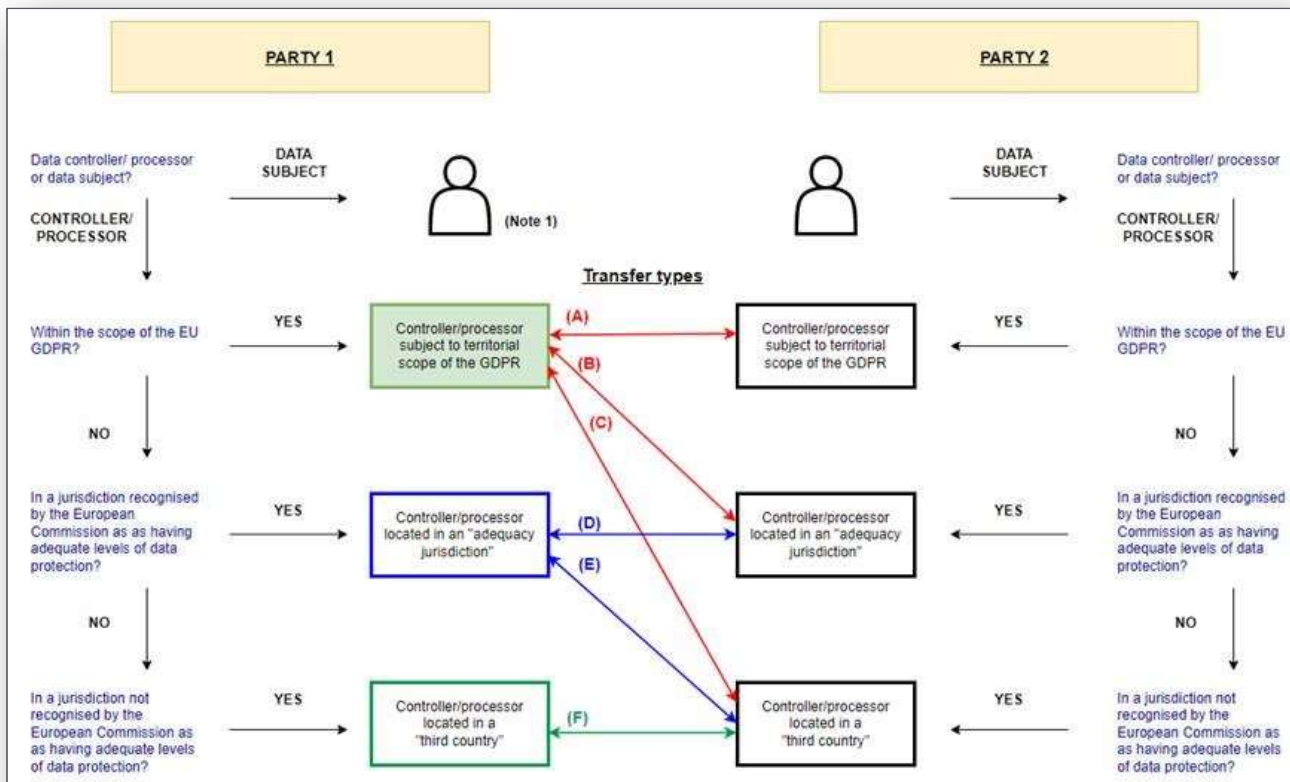 PARTY 1
PARTY 2
Data controller/ processor
or data subject?
DATA
SUBJECT
(Note 1)
DATA
SUBJECT
Data controller/ processor
or data subject?
CONTROLLER/
PROCESSOR
CONTROLLER/
PROCESSOR
Transfer types
Within the scope of the EU
GDPR?
YES
Controller/processor
subject to territorial
scope of the GDPR
(A)
(B)
(C)
Controller/processor
subject to territorial
scope of the GDPR
YES
Within the scope of the EU
GDPR?
NO
NO
In a jurisdiction recognised
by the European
Commission as as having
adequate levels of data
protection?
YES
Controller/processor
located in an "adequacy
jurisdiction"
(D)
(E)
Controller/processor
located in an "adequacy
jurisdiction"
YES
In a jurisdiction recognised
by the European
Commission as as having
adequate levels of data
protection?
NO
NO
In a jurisdiction not
recognised by the
European Commission as
as having adequate levels
of data protection?
YES
Controller/processor
located in a
"third country"
(F)
Controller/processor
located in a
"third country"
YES
In a jurisdiction not
recognised by the
European Commission as
as having adequate levels
of data protection?